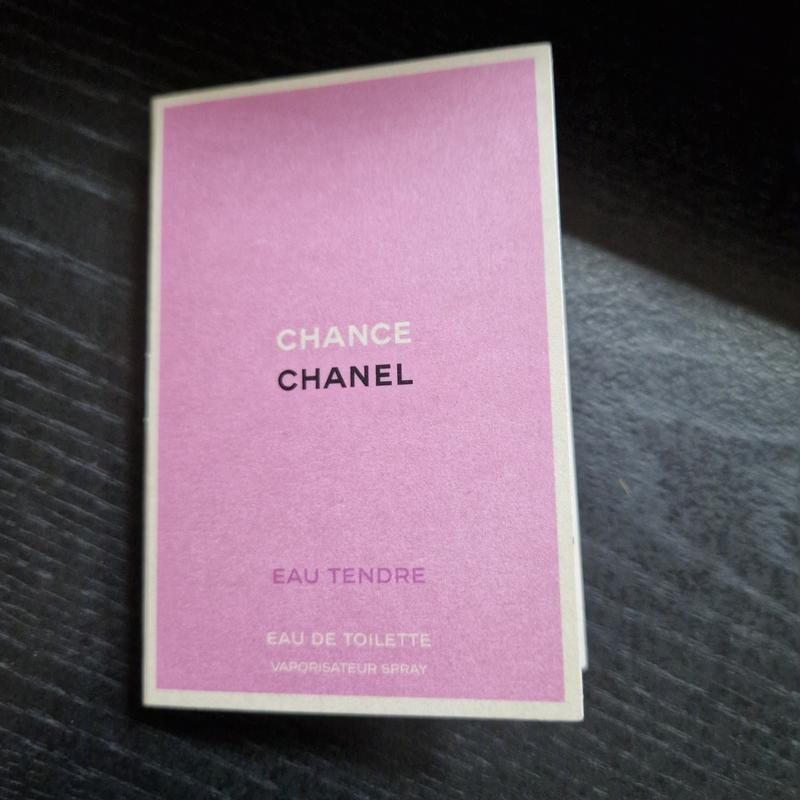 CHANCE
CHANEL
EAU TENDRE
EAU DE TOILETTE
VAPORISATEUR SPRAY